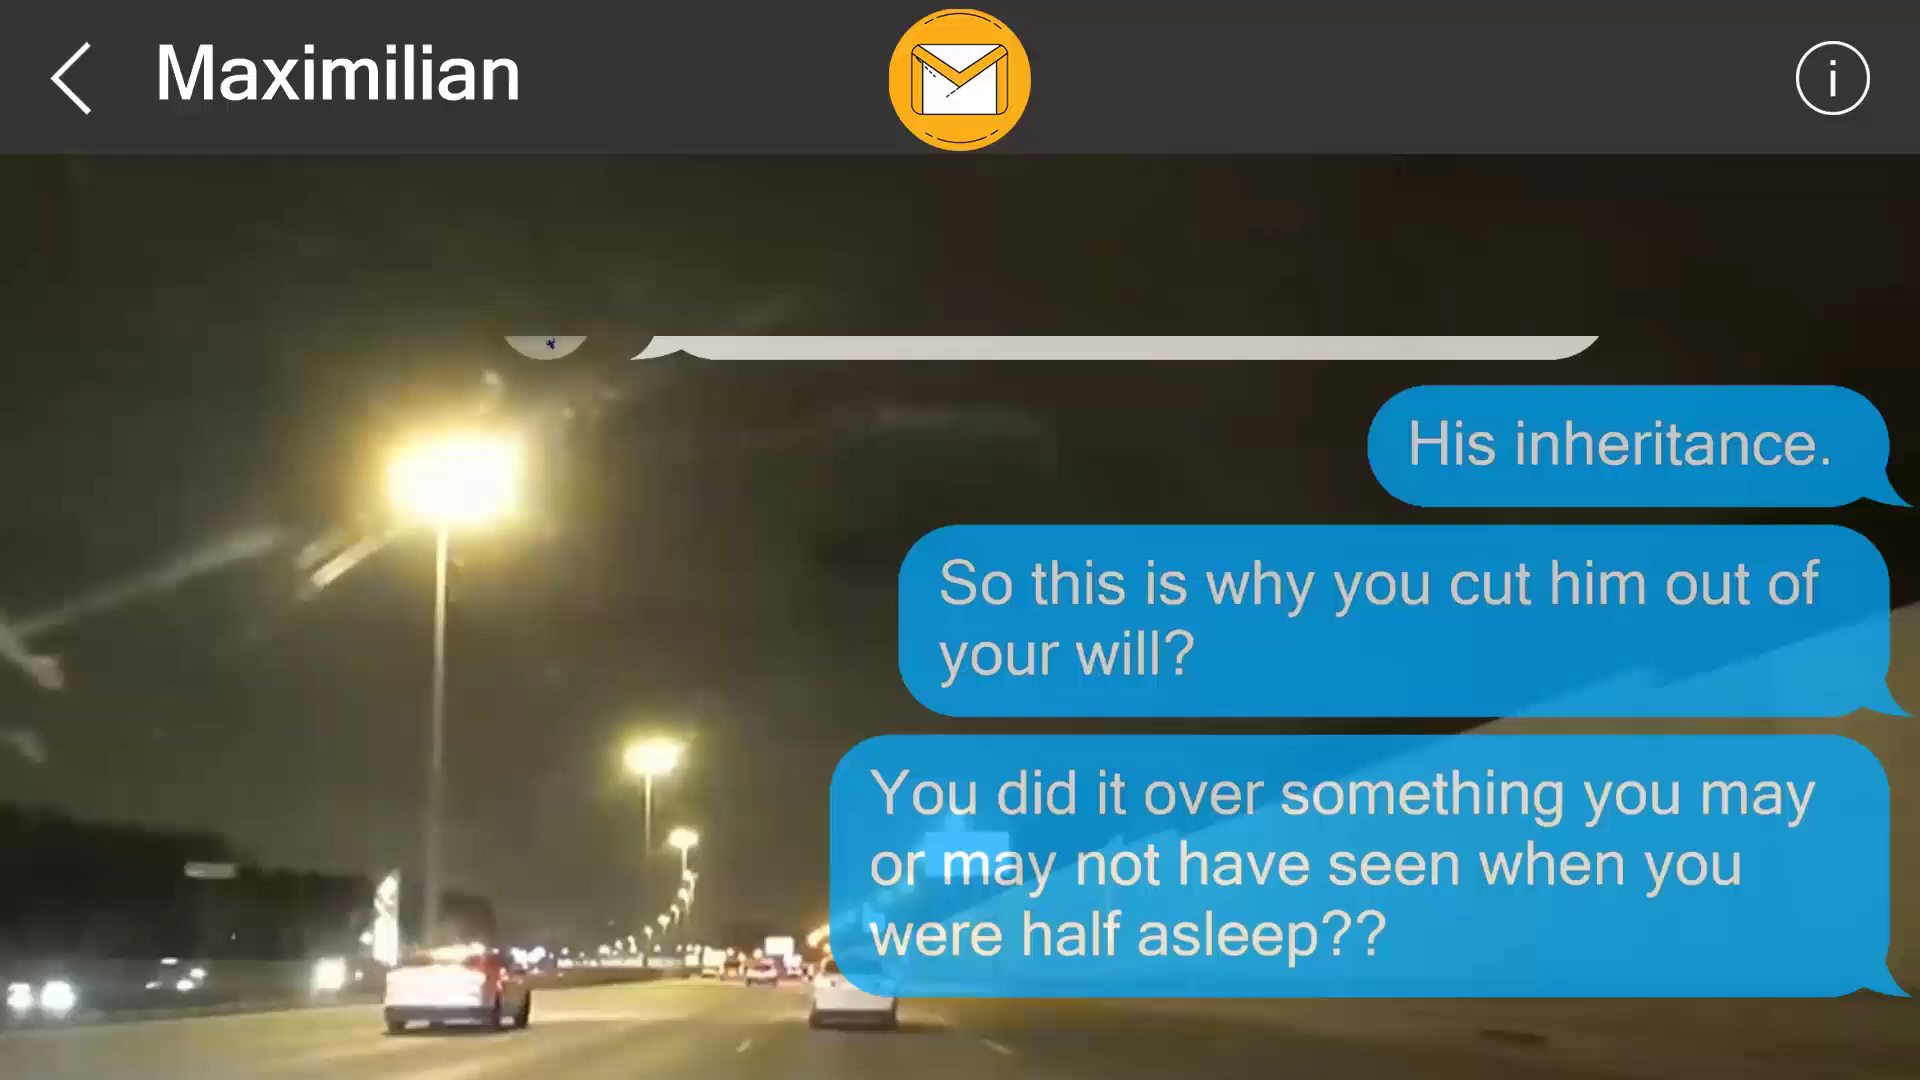 Maximilian
i
His inheritance.
So this is why you cut him out of
your will?
You did it over something you may
or may not have seen when you
were half asleep??